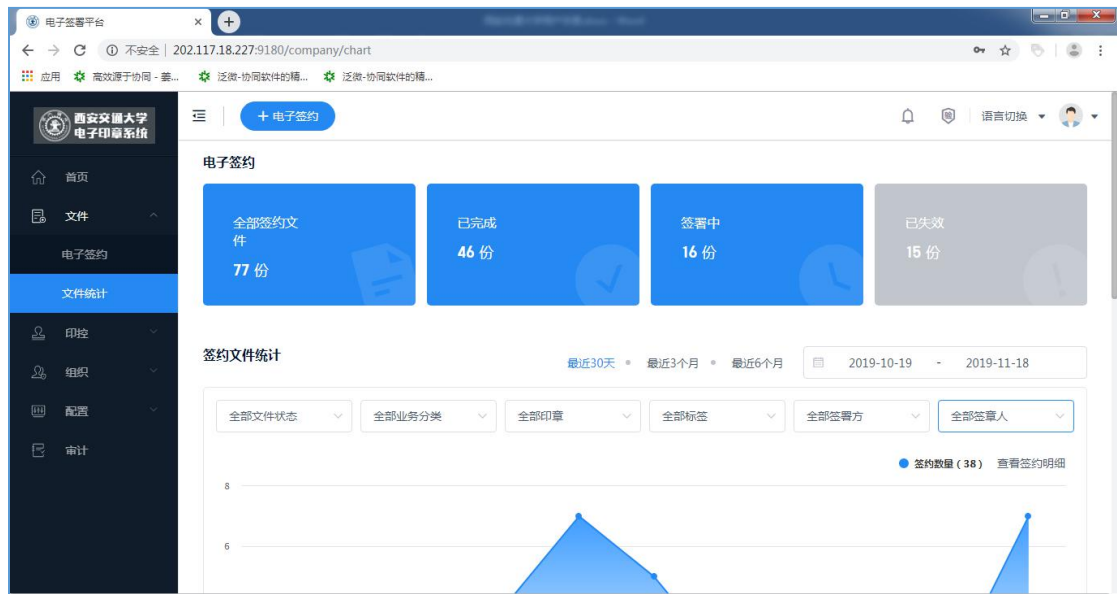 电子签署平台
不安全 | 202.117.18.227:9180/company/chart
应用 高效源于协同 - 姜... 泛微-协同软件的精... 泛微-协同软件的精...
西安交通大学
电子印章系统
+ 电子签约
语言切换
首页
文件
电子签约
文件统计
印控
组织
配置
审计
电子签约
全部签约文
件
77 份
已完成
46 份
签署中
16 份
已失效
15 份
签约文件统计
最近30天 最近3个月 最近6个月 2019-10-19 - 2019-11-18
全部文件状态 全部业务分类 全部印章 全部标签 全部签署方 全部签章人
签约数量 ( 38 ) 查看签约明细
8
6